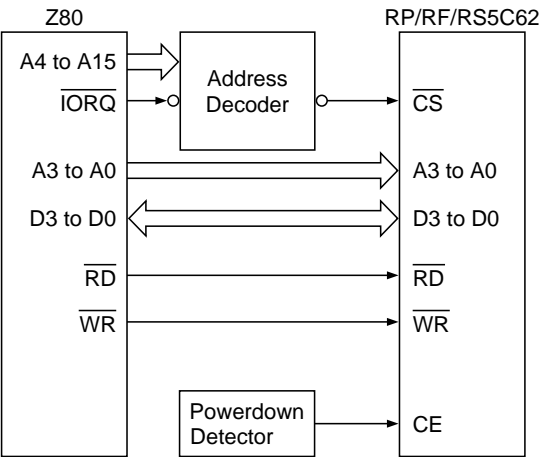 Z80
RP/RF/RS5C62
A4 to A15
IORQ
Address
Decoder
CS
A3 to A0
A3 to A0
D3 to D0
D3 to D0
RD
RD
WR
WR
Powerdown
Detector
CE